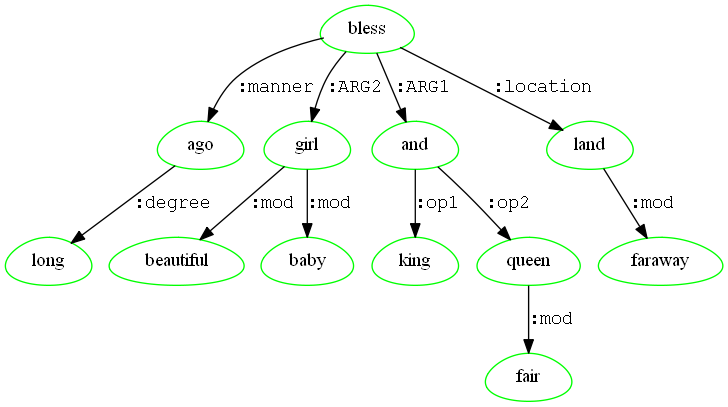 bless
:manner :ARG2 :ARG1 :location
ago girl and land
:degree :mod :mod :op1 :op2 :mod
long beautiful baby king queen faraway
:mod
fair